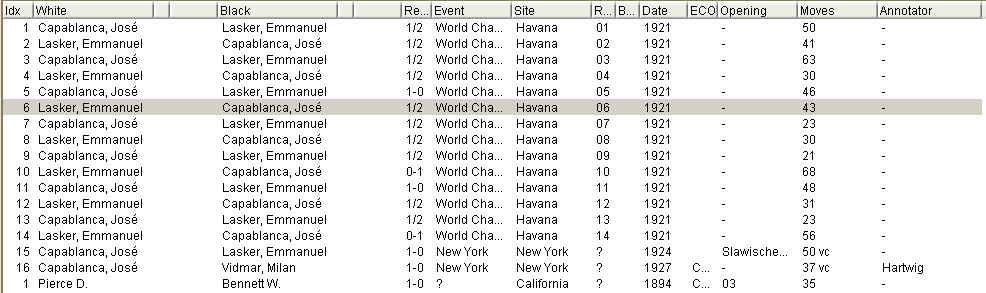 Idx White Black Re... Event Site R... B... Date ECO Opening Moves Annotator
1 Capablanca, José Lasker, Emmanuel 1/2 World Cha... Havana 01 1921 - 50 -
2 Lasker, Emmanuel Capablanca, José 1/2 World Cha... Havana 02 1921 - 41 -
3 Capablanca, José Lasker, Emmanuel 1/2 World Cha... Havana 03 1921 - 63 -
4 Lasker, Emmanuel Capablanca, José 1/2 World Cha... Havana 04 1921 - 30 -
5 Capablanca, José Lasker, Emmanuel 1-0 World Cha... Havana 05 1921 - 46 -
6 Lasker, Emmanuel Capablanca, José 1/2 World Cha... Havana 06 1921 - 43 -
7 Capablanca, José Lasker, Emmanuel 1/2 World Cha... Havana 07 1921 - 23 -
8 Lasker, Emmanuel Capablanca, José 1/2 World Cha... Havana 08 1921 - 30 -
9 Capablanca, José Lasker, Emmanuel 1/2 World Cha... Havana 09 1921 - 21 -
10 Lasker, Emmanuel Capablanca, José 0-1 World Cha... Havana 10 1921 - 68 -
11 Capablanca, José Lasker, Emmanuel 1-0 World Cha... Havana 11 1921 - 48 -
12 Lasker, Emmanuel Capablanca, José 1/2 World Cha... Havana 12 1921 - 31 -
13 Capablanca, José Lasker, Emmanuel 1/2 World Cha... Havana 13 1921 - 23 -
14 Lasker, Emmanuel Capablanca, José 0-1 World Cha... Havana 14 1921 - 56 -
15 Capablanca, José Lasker, Emmanuel 1-0 New York New York ? 1924 Slawische... 50 vc -
16 Capablanca, José Vidmar, Milan 1-0 New York New York ? 1927 C... - 37 vc Hartwig
1 Pierce D. Bennett W. 1-0 ? California ? 1894 03 35 -